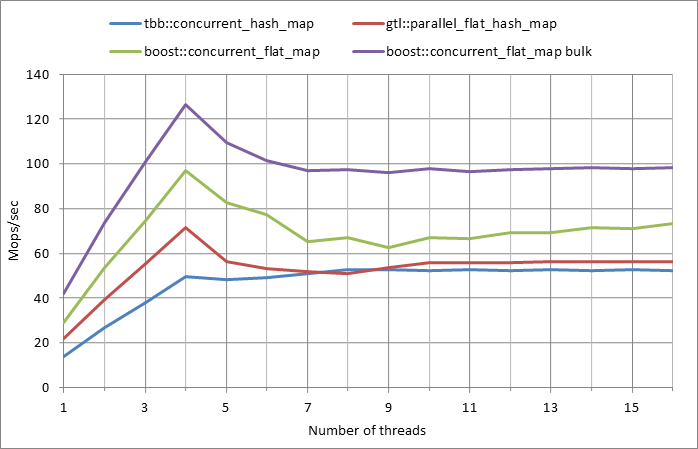 tbb::concurrent_hash_map gtl::parallel_flat_hash_map
boost::concurrent_flat_map boost::concurrent_flat_map bulk
140
120
100
80
60
40
20
0
Mops/sec
1 3 5 7 9 11 13 15
Number of threads